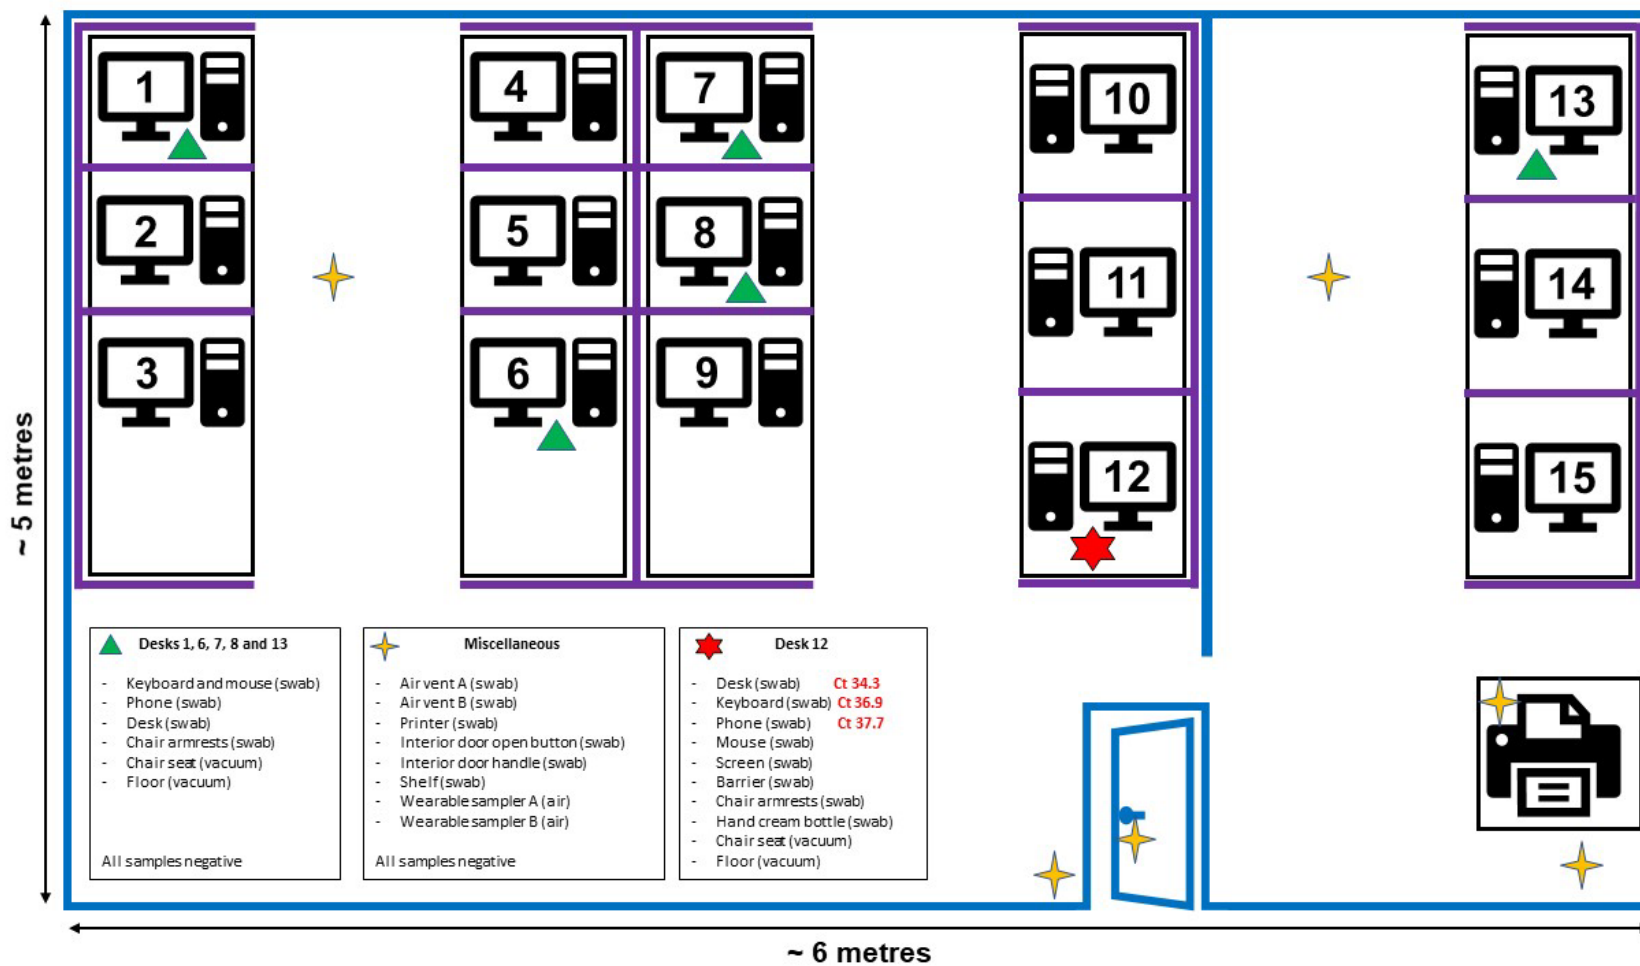 1
4
7
10
13
2
5
8
11
14
3
6
9
12
15
~ 5 metres
Desks 1, 6, 7, 8 and 13
- Keyboard and mouse (swab)
- Phone (swab)
- Desk (swab)
- Chair armrests (swab)
- Chair seat (vacuum)
- Floor (vacuum)
All samples negative
Miscellaneous
- Air vent A (swab)
- Air vent B (swab)
- Printer (swab)
- Interior door open button (swab)
- Interior door handle (swab)
- Shelf (swab)
- Wearable sampler A (air)
- Wearable sampler B (air)
All samples negative
Desk 12
- Desk (swab) Ct 34.3
- Keyboard (swab) Ct 36.9
- Phone (swab) Ct 37.7
- Mouse (swab)
- Screen (swab)
- Barrier (swab)
- Chair armrests (swab)
- Hand cream bottle (swab)
- Chair seat (vacuum)
- Floor (vacuum)
~ 6 metres